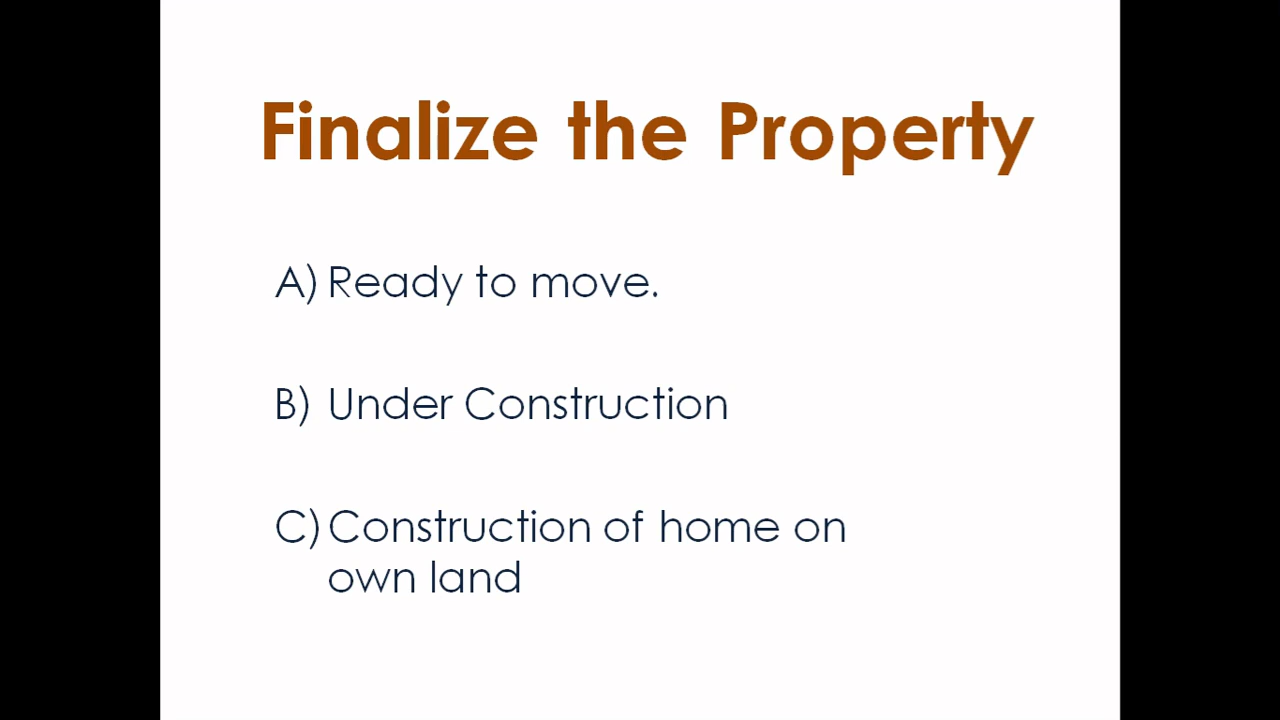 Finalize the Property
A) Ready to move.
B) Under Construction
C) Construction of home on
own land